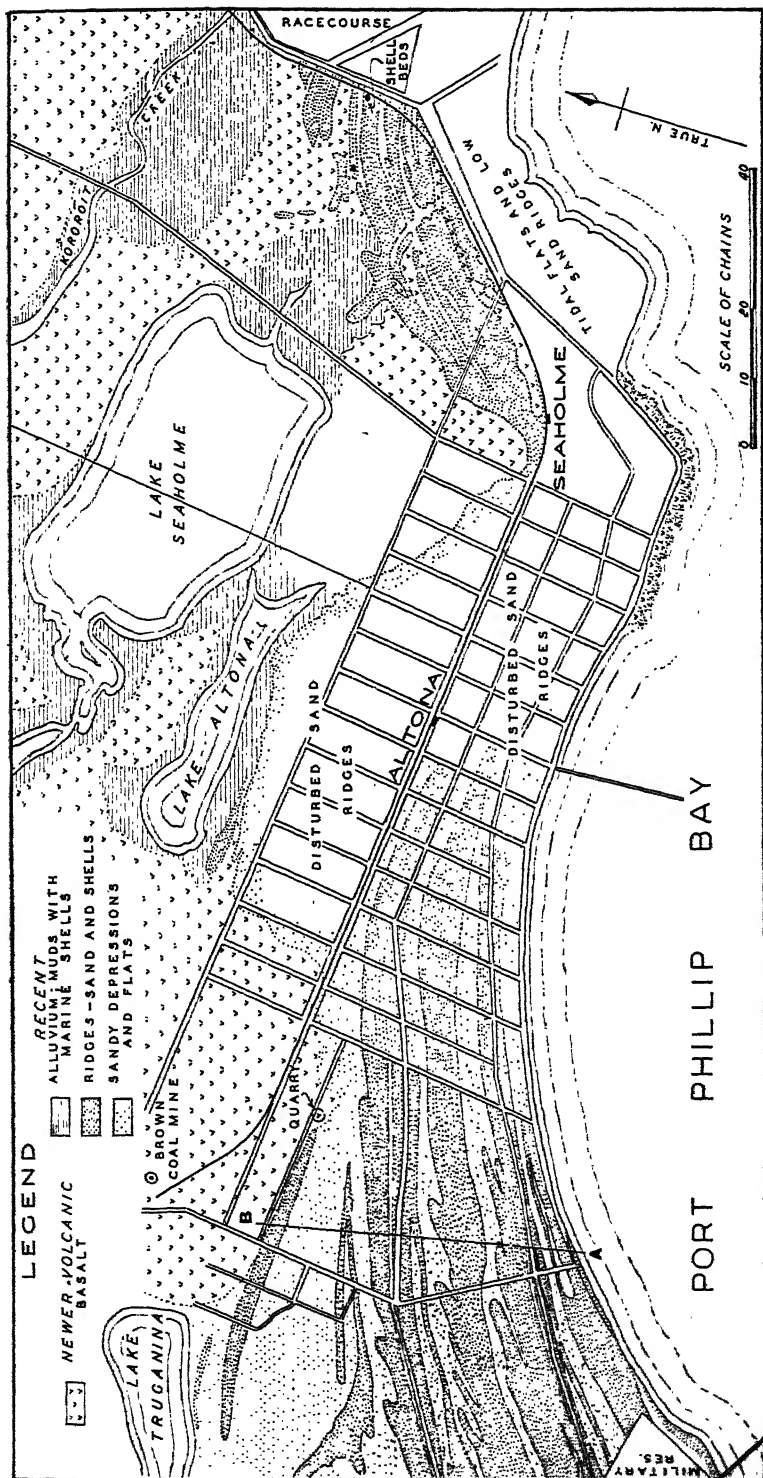 LEGEND
NEWER VOLCANIC
BASALT
RECENT
ALLUVIUM; MUDS WITH
MARINE SHELLS
RIDGES-SAND AND SHELLS
SANDY DEPRESSIONS
AND FLATS
LAKE
TRUGANINA
BROWN
COAL MINE
QUARRY
B
A
MILITARY
RES.
LAKE ALTONA
LAKE
SEAHOLME
KOROROIT
CREEK
RACECOURSE
SHELL
BEDS
DISTURBED SAND
RIDGES
ALTONA
DISTURBED SAND
RIDGES
SEAHOLME
TIDAL FLATS AND LOW
SAND RIDGES
TRUE N.
SCALE OF CHAINS
0 10 20 40
PORT PHILLIP BAY